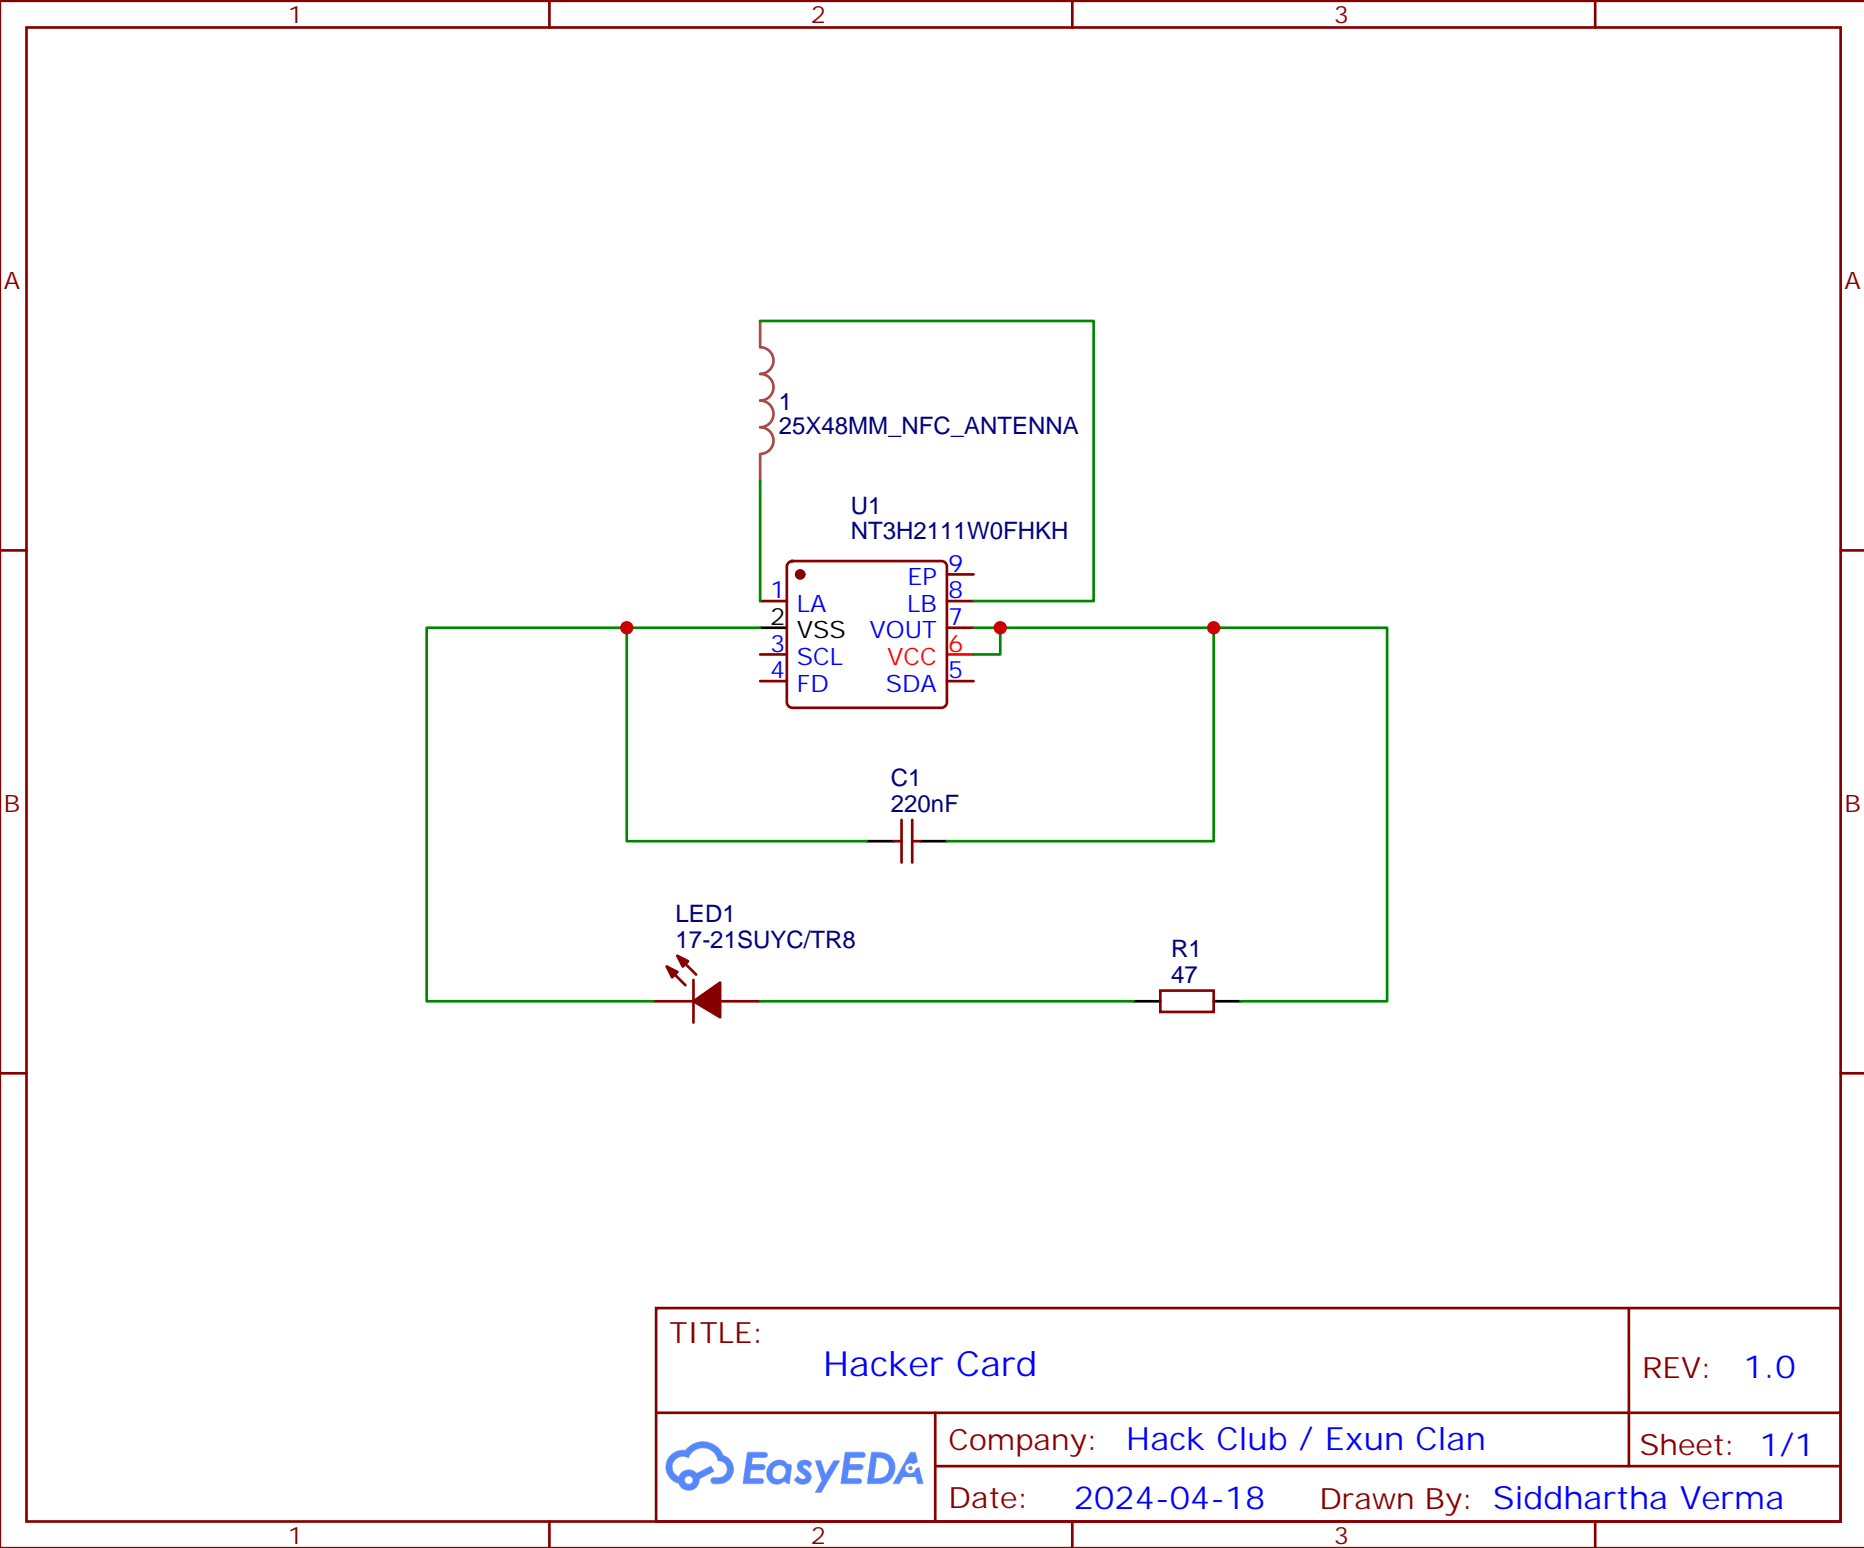 1 2 3
A A
1
25X48MM_NFC_ANTENNA
U1
NT3H2111W0FHKH
EP 9
1 LA LB 8
2 VSS VOUT 7
3 SCL VCC 6
4 FD SDA 5
C1
220nF
B B
LED1
17-21SUYC/TR8
R1
47
TITLE:
Hacker Card
REV: 1.0
EasyEDA
Company: Hack Club / Exun Clan
Sheet: 1/1
Date: 2024-04-18 Drawn By: Siddhartha Verma
1 2 3